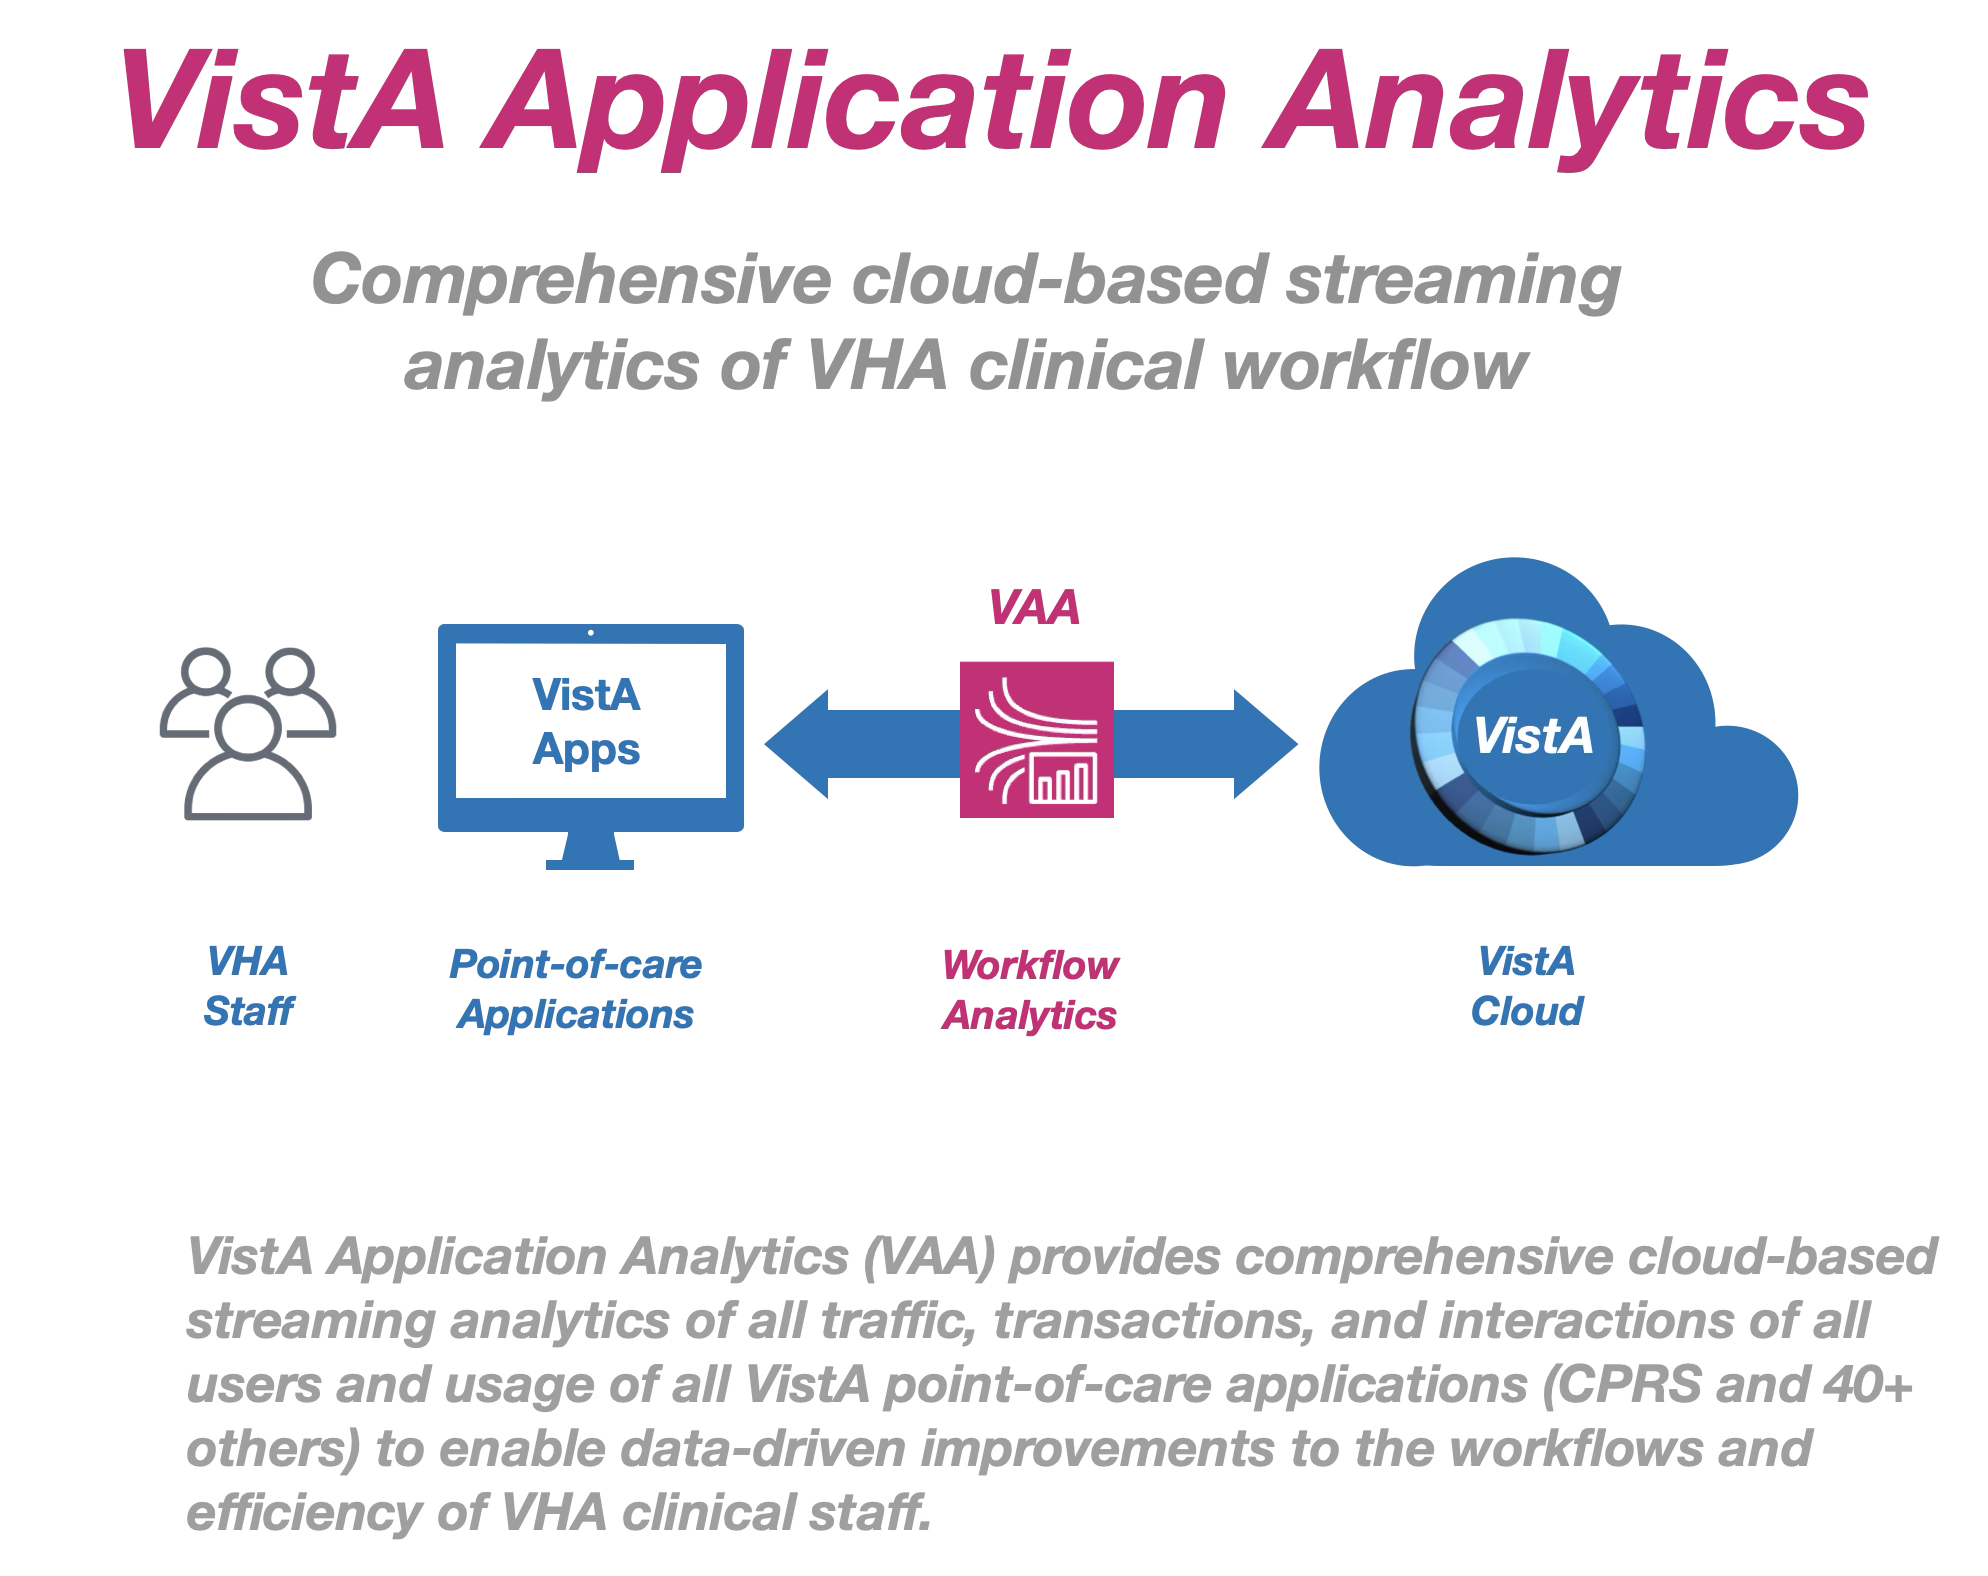 VistA Application Analytics
Comprehensive cloud-based streaming
analytics of VHA clinical workflow
VAA
VistA
Apps
VistA
VHA
Staff
Point-of-care
Applications
Workflow
Analytics
VistA
Cloud
VistA Application Analytics (VAA) provides comprehensive cloud-based
streaming analytics of all traffic, transactions, and interactions of all
users and usage of all VistA point-of-care applications (CPRS and 40+
others) to enable data-driven improvements to the workflows and
efficiency of VHA clinical staff.